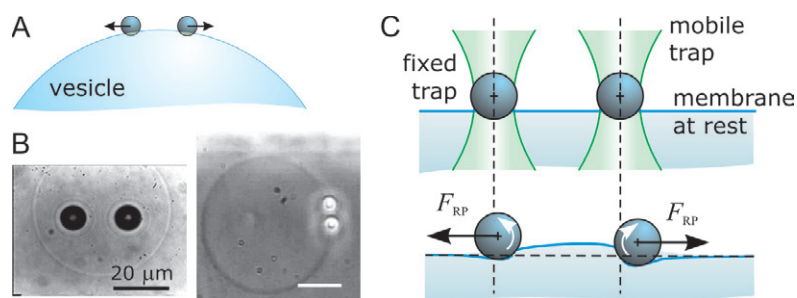 A
vesicle
B
20 μm
C
fixed
trap
mobile
trap
membrane
at rest
F_RP
F_RP